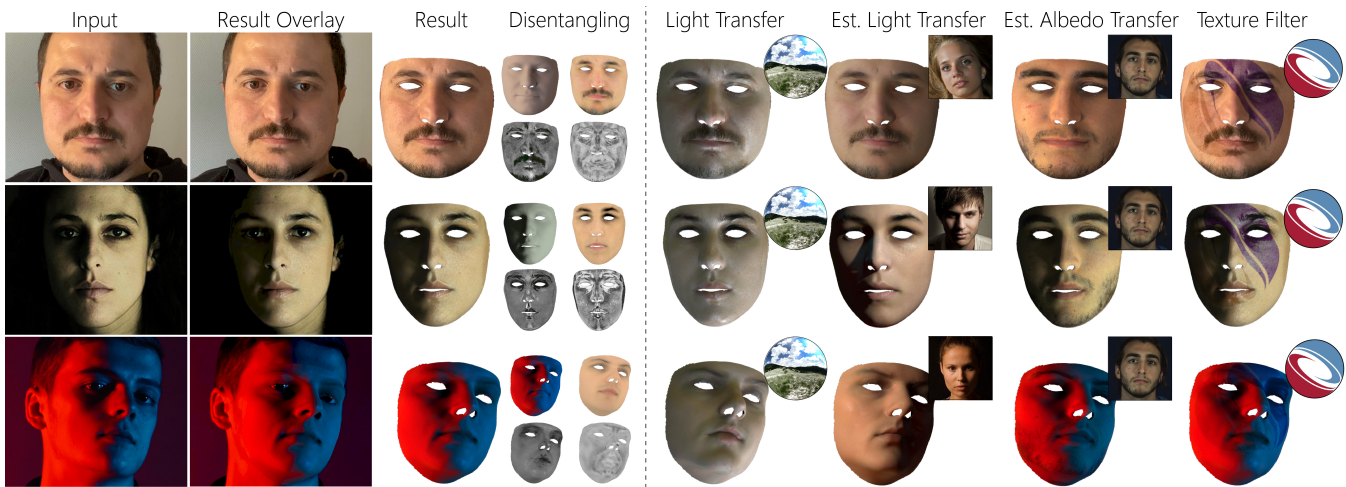 Input Result Overlay Result Disentangling Light Transfer Est. Light Transfer Est. Albedo Transfer Texture Filter